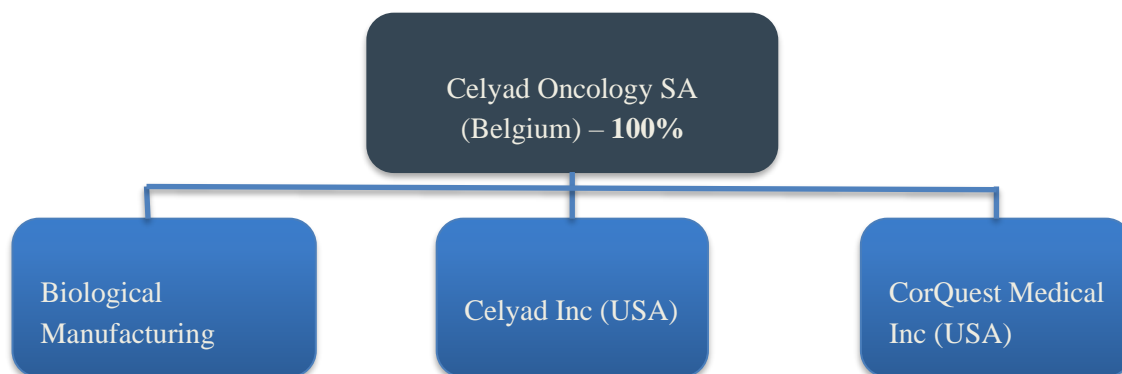 Celyad Oncology SA
(Belgium) – 100%
Biological
Manufacturing
Celyad Inc (USA)
CorQuest Medical
Inc (USA)